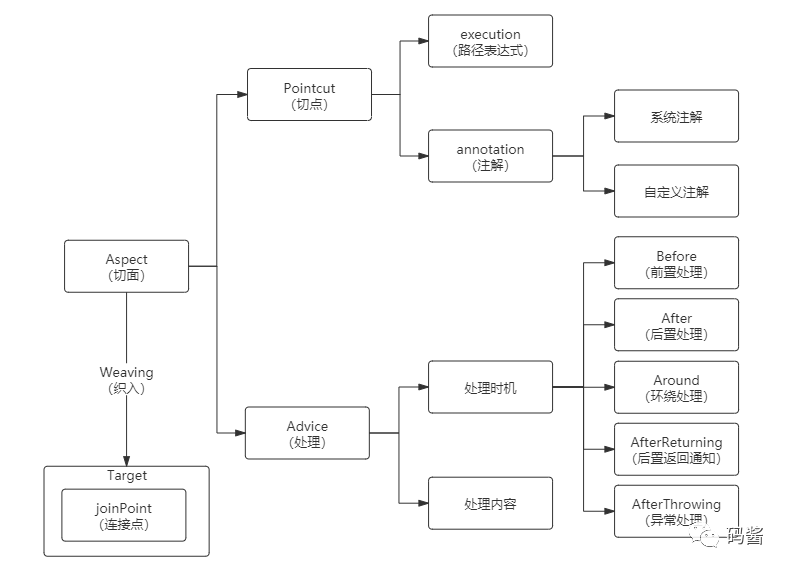 execution
(路径表达式)
Pointcut
(切点)
annotation
(注解)
系统注解
自定义注解
Aspect
(切面)
Before
(前置处理)
After
(后置处理)
Weaving
(织入)
处理时机
Around
(环绕处理)
Advice
(处理)
AfterReturning
(后置返回通知)
Target
joinPoint
(连接点)
处理内容
AfterThrowing
(异常处理)
码酱